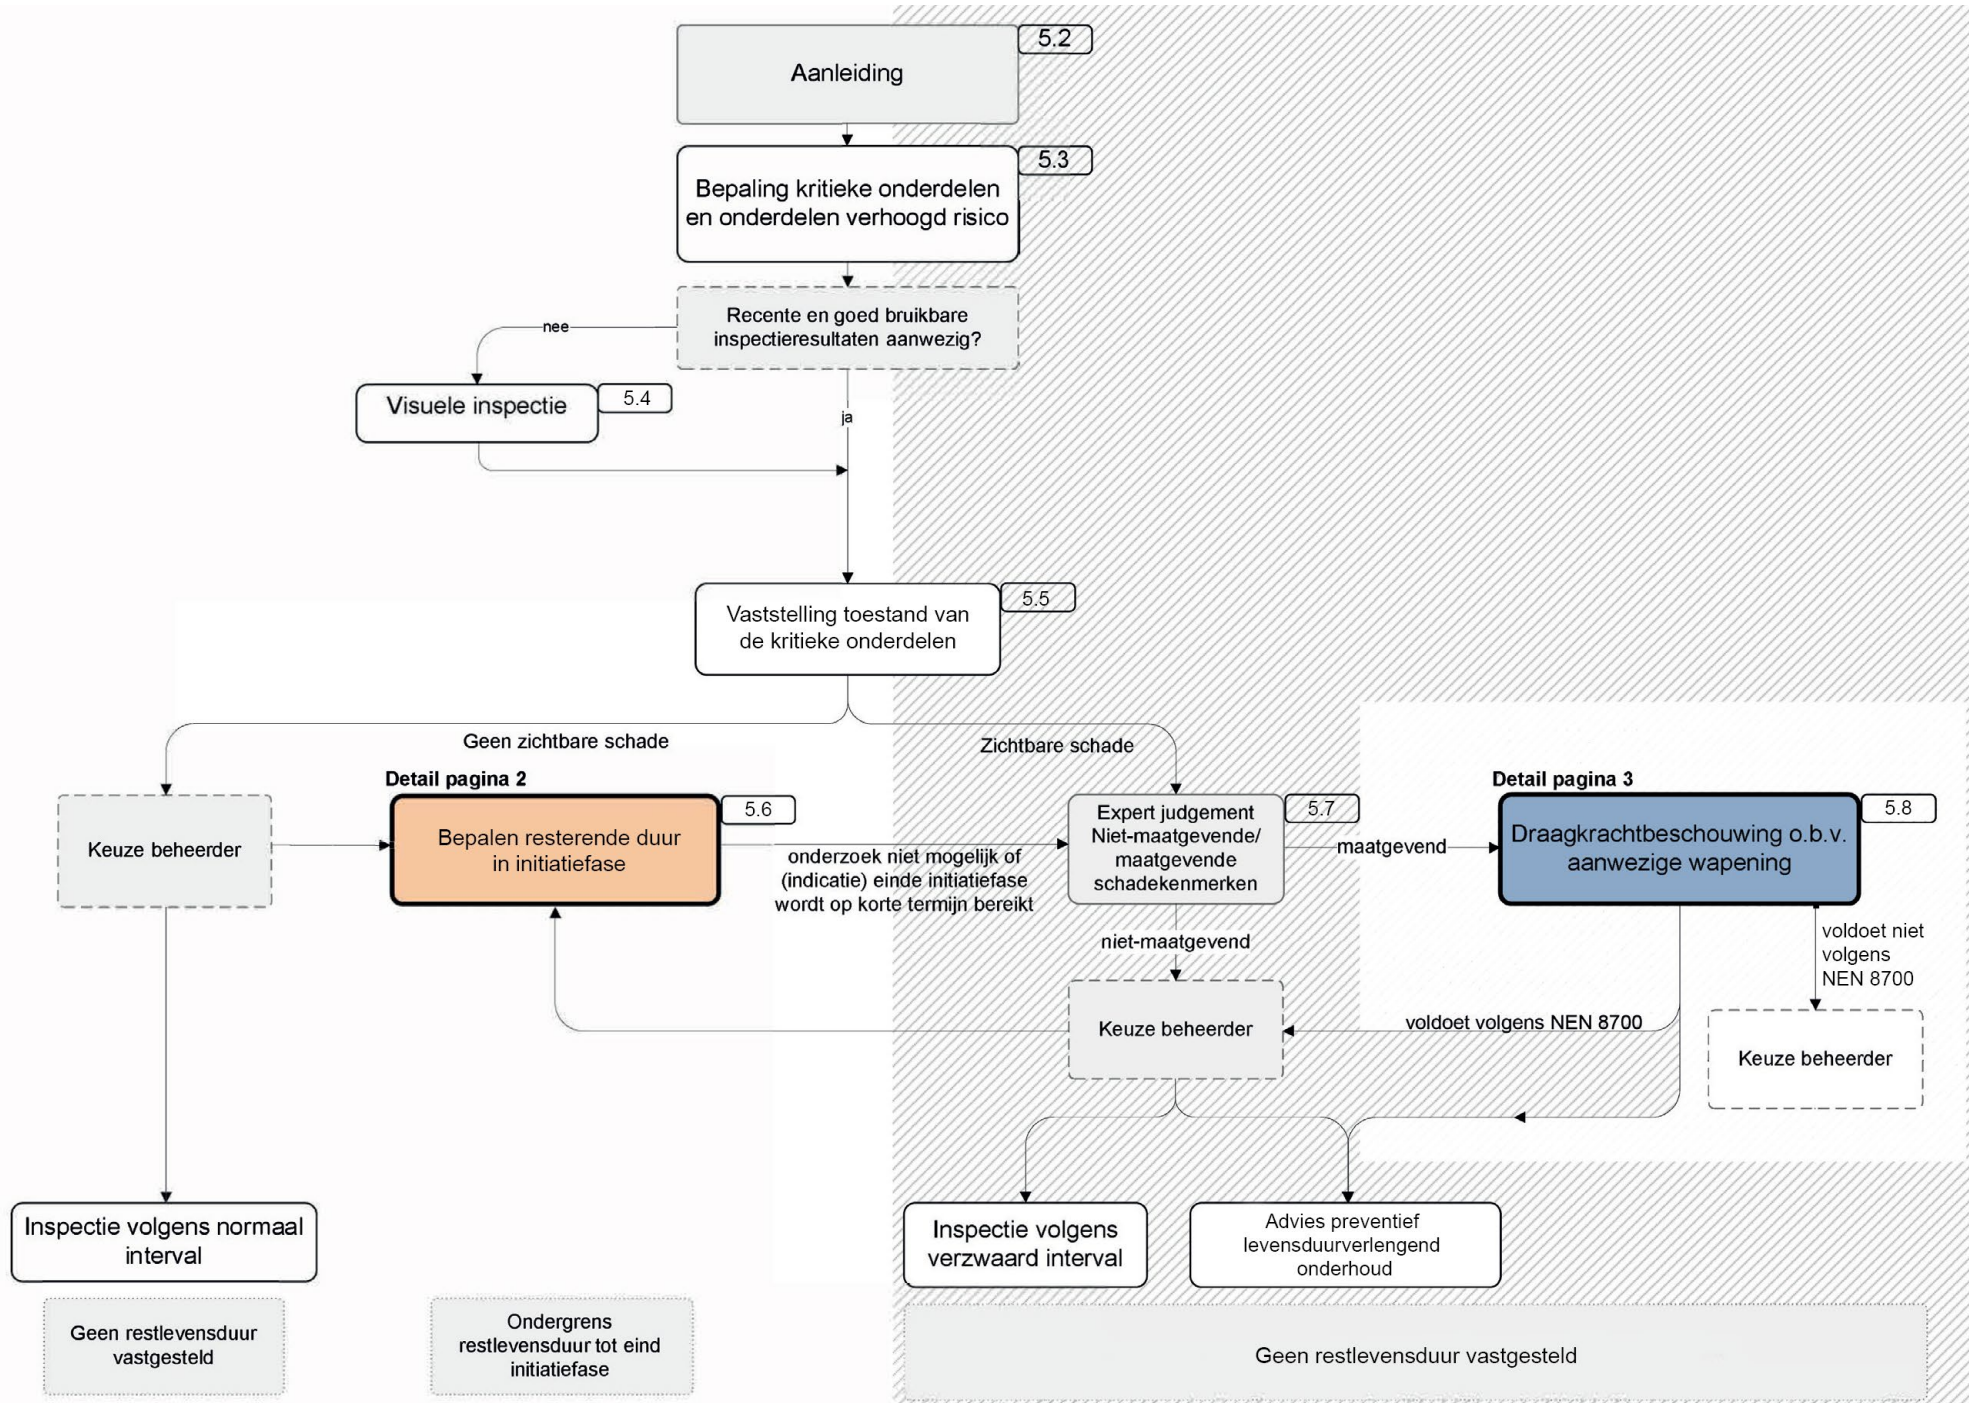 5.2
Aanleiding
5.3
Bepaling kritieke onderdelen
en onderdelen verhoogd risico
Recente en goed bruikbare
inspectieresultaten aanwezig?
nee
Visuele inspectie
5.4
ja
5.5
Vaststelling toestand van
de kritieke onderdelen
Geen zichtbare schade
Zichtbare schade
Detail pagina 2
Detail pagina 3
Keuze beheerder
5.6
Bepalen resterende duur
in initiatiefase
onderzoek niet mogelijk of
(indicatie) einde initiatiefase
wordt op korte termijn bereikt
5.7
Expert judgement
Niet-maatgevende/
maatgevende
schadekenmerken
maatgevend
5.8
Draagkrachtbeschouwing o.b.v.
aanwezige wapening
niet-maatgevend
voldoet niet
volgens
NEN 8700
Keuze beheerder
voldoet volgens NEN 8700
Keuze beheerder
Inspectie volgens normaal
interval
Inspectie volgens
verzwaard interval
Advies preventief
levensduurverlengend
onderhoud
Geen restlevensduur
vastgesteld
Ondergrens
restlevensduur tot eind
initiatiefase
Geen restlevensduur vastgesteld